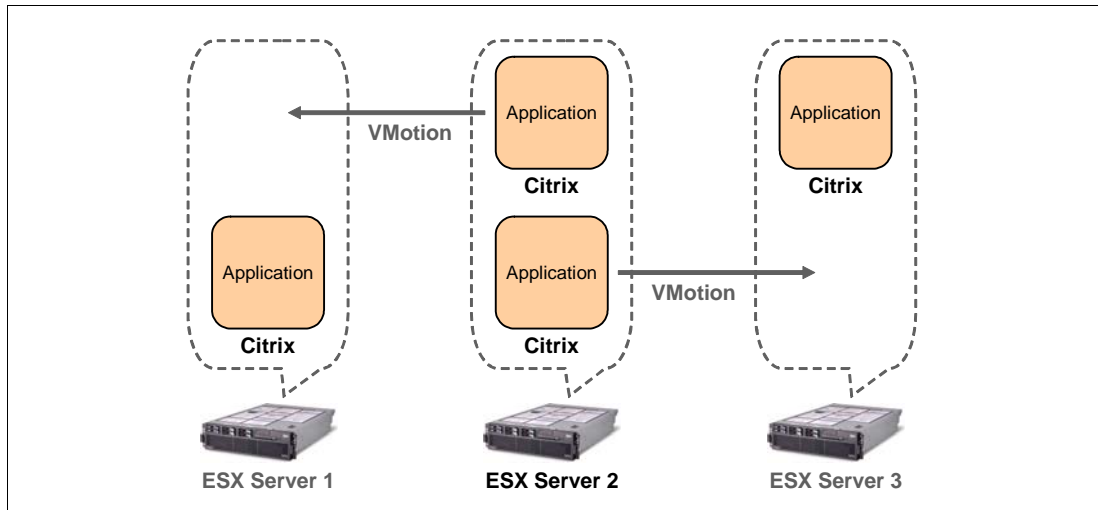 Application
Application
VMotion
Citrix
Citrix
Application
Application
VMotion
Citrix
Citrix
ESX Server 1
ESX Server 2
ESX Server 3